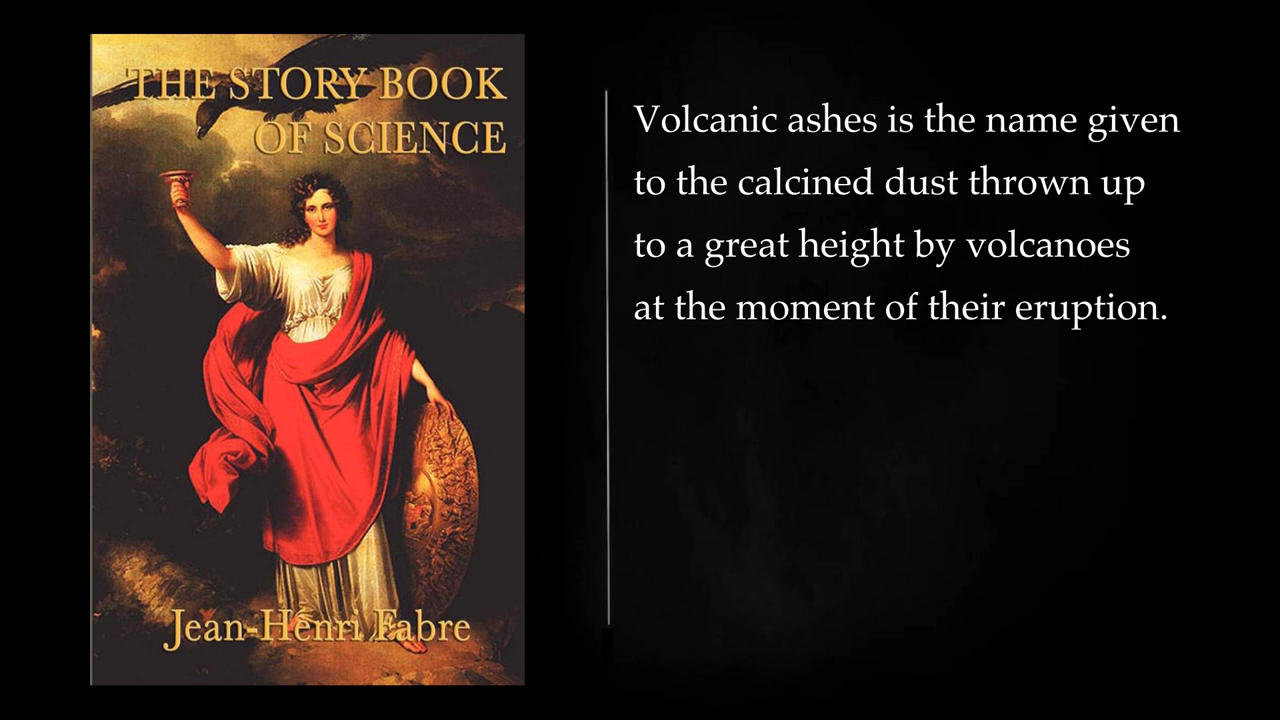 THE STORY BOOK
OF SCIENCE
Jean-Henri Fabre
Volcanic ashes is the name given
to the calcined dust thrown up
to a great height by volcanoes
at the moment of their eruption.